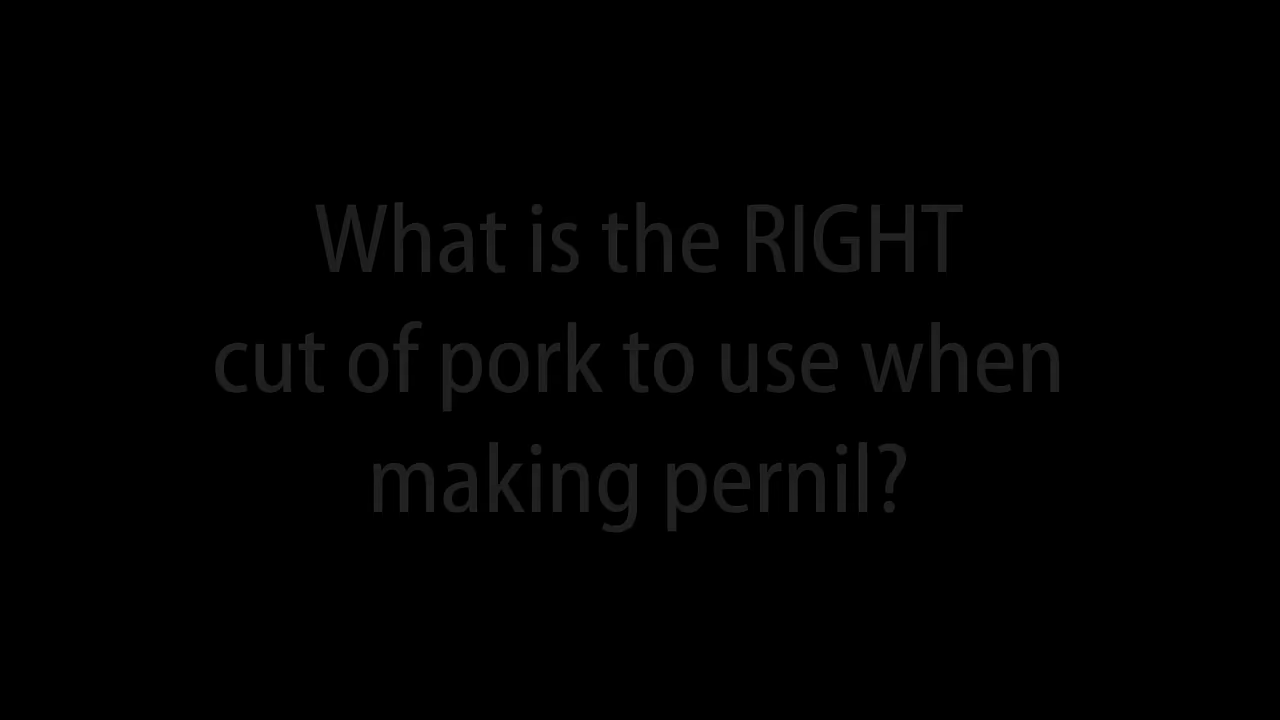 What is the RIGHT
cut of pork to use when
making pernil?